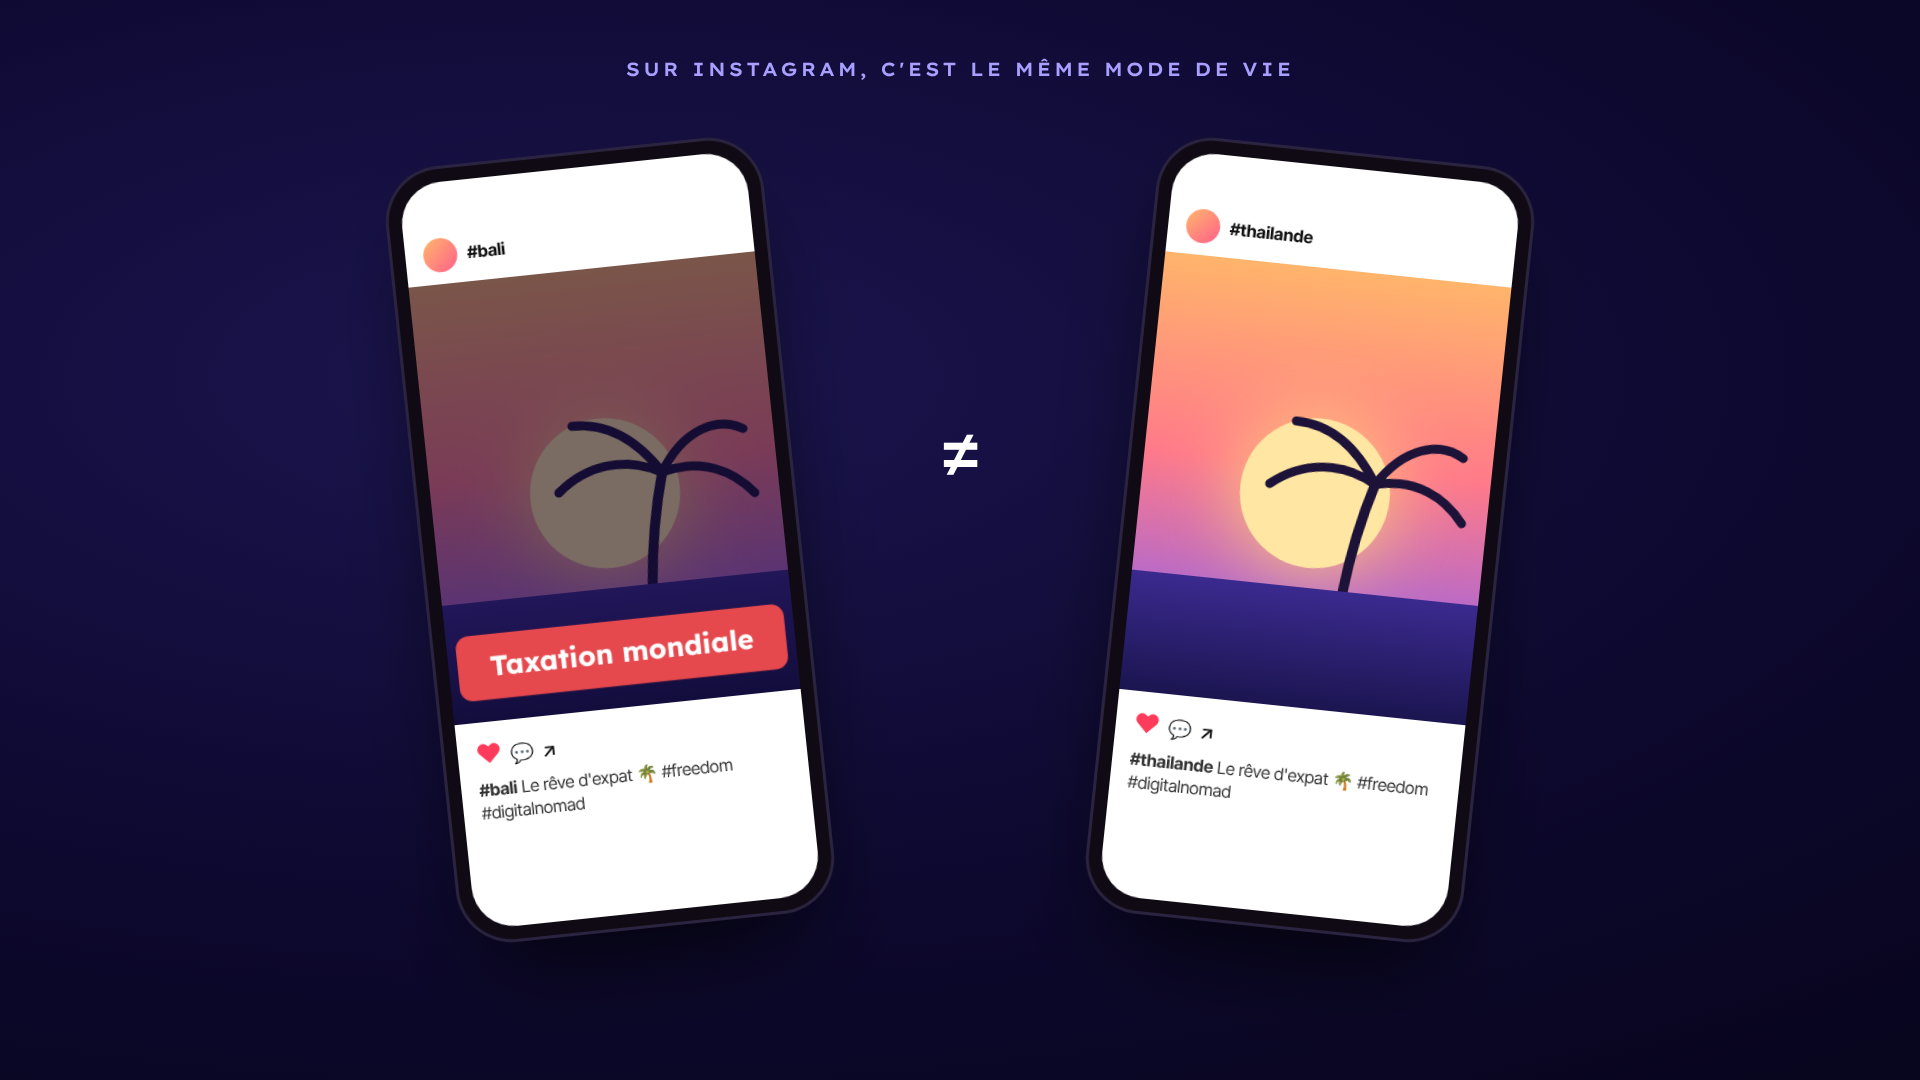 SUR INSTAGRAM, C'EST LE MÊME MODE DE VIE
#bali
Taxation mondiale
#bali Le rêve d'expat 🌴 #freedom
#digitalnomad
≠
#thailande
#thailande Le rêve d'expat 🌴 #freedom
#digitalnomad